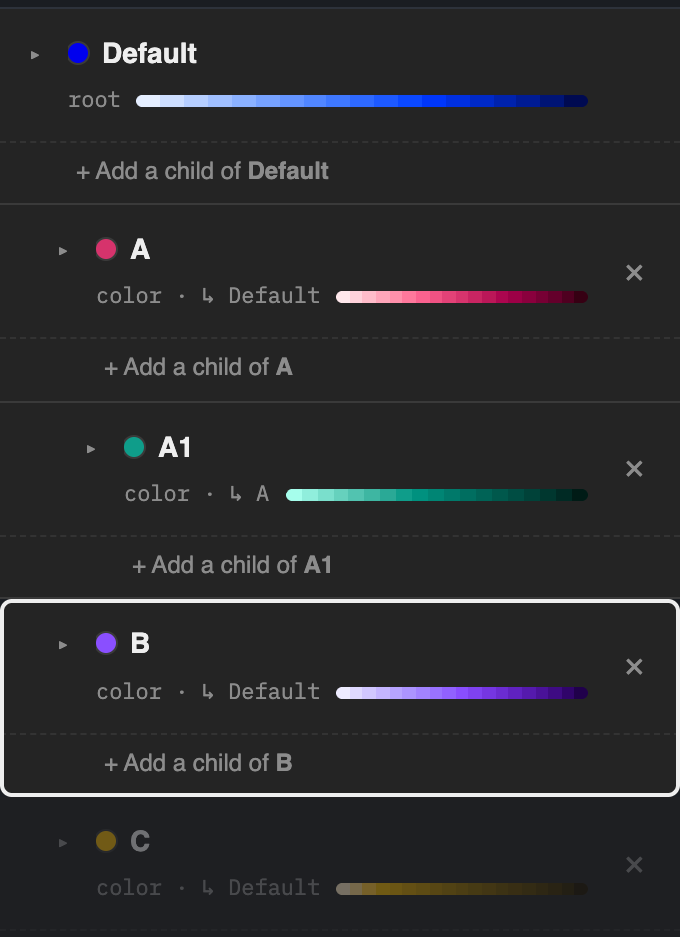 Default
root
+ Add a child of Default
A
color · ↳ Default
+ Add a child of A
A1
color · ↳ A
+ Add a child of A1
B
color · ↳ Default
+ Add a child of B
C
color · ↳ Default